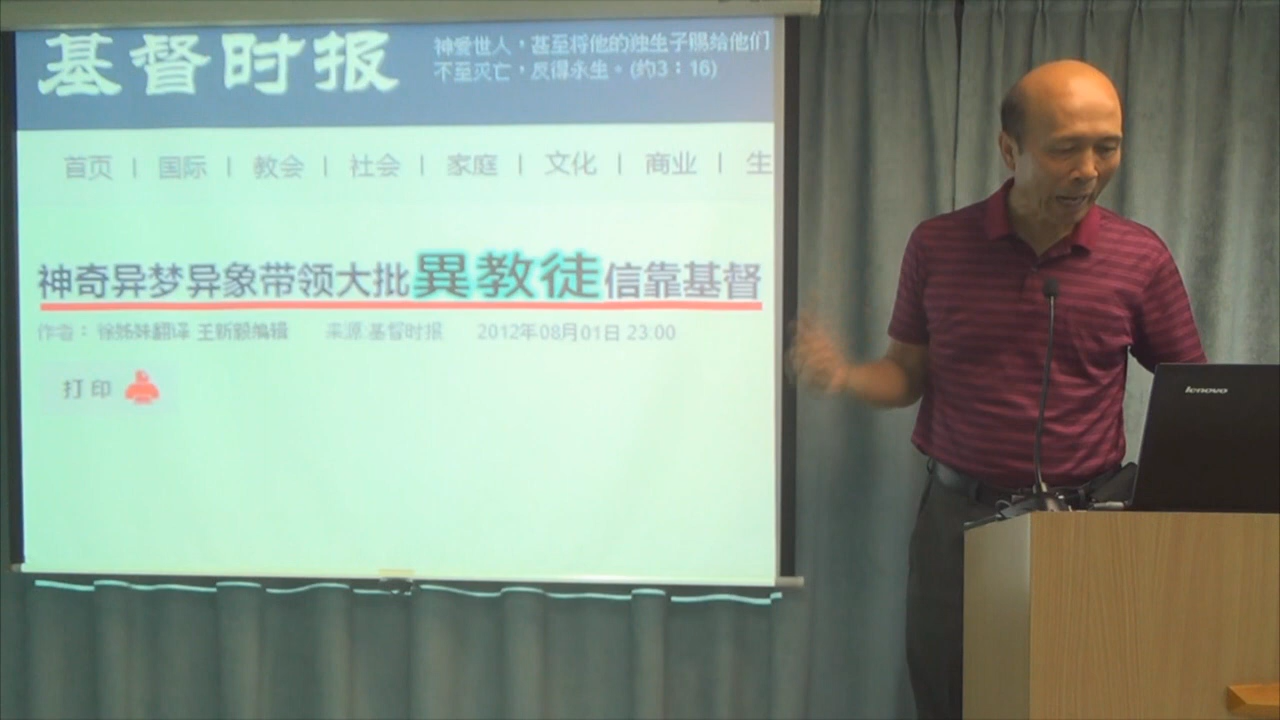 基督时报
神爱世人，甚至将他的独生子賜给他们
不至灭亡，反得永生。(约3：16)
首页 | 国际 | 教会 | 社会 | 家庭 | 文化 | 商业 | 生
神奇异梦异象带领大批異教徒信靠基督
作者： 徐姊妹翻译 王新毅编辑 来源:基督时报 2012年08月01日 23:00
打印
lenovo